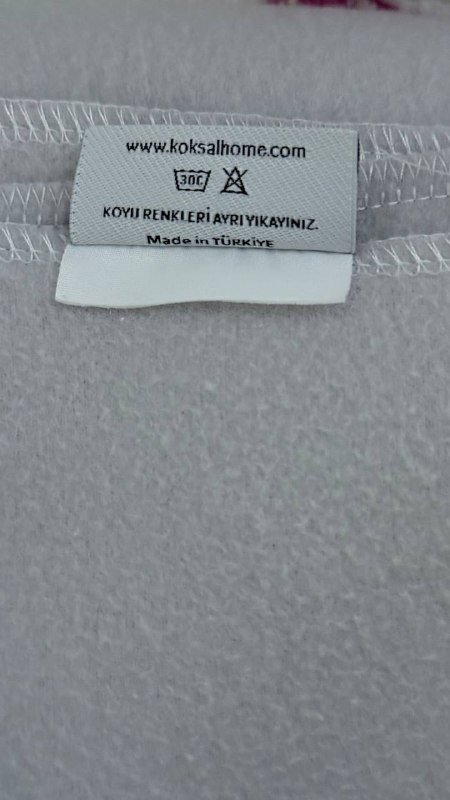 www.koksalhome.com
30C
KOYU RENKLERİ AYRI YIKAYINIZ.
Made in TÜRKİYE